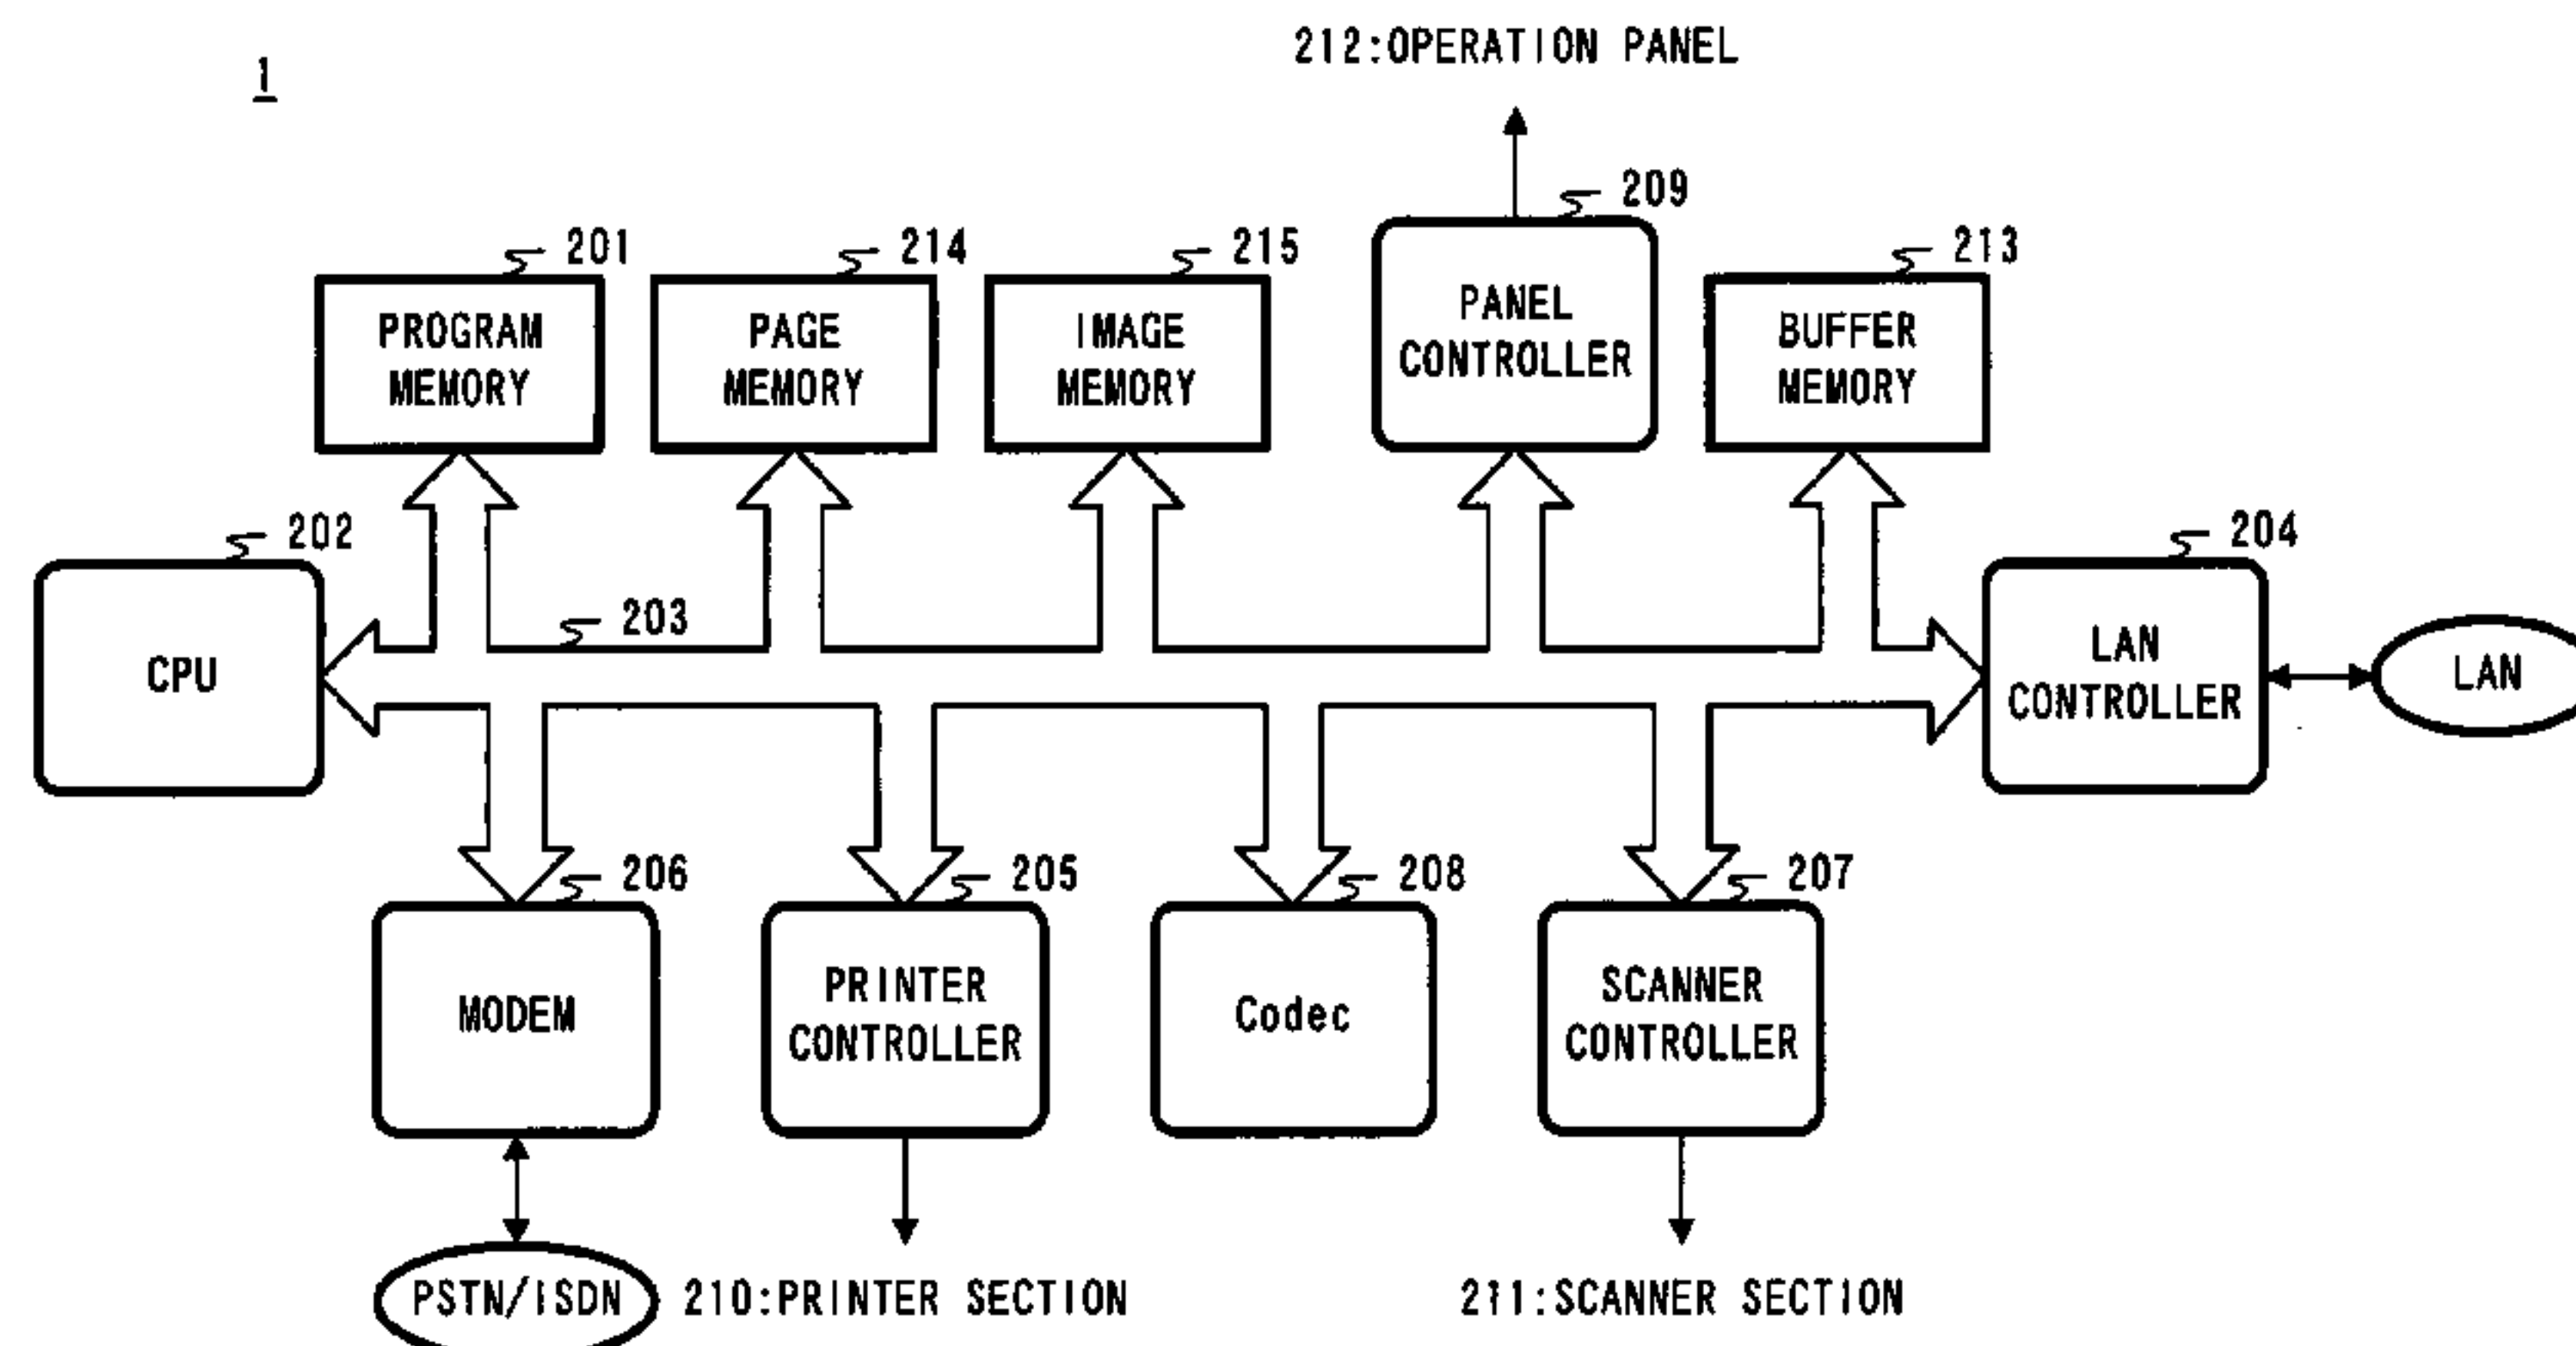 1
212:OPERATION PANEL
209
201
214
215
213
PROGRAM
MEMORY
PAGE
MEMORY
IMAGE
MEMORY
PANEL
CONTROLLER
BUFFER
MEMORY
202
204
203
CPU
LAN
CONTROLLER
LAN
206
205
208
207
MODEM
PRINTER
CONTROLLER
Codec
SCANNER
CONTROLLER
PSTN/ISDN
210:PRINTER SECTION
211:SCANNER SECTION